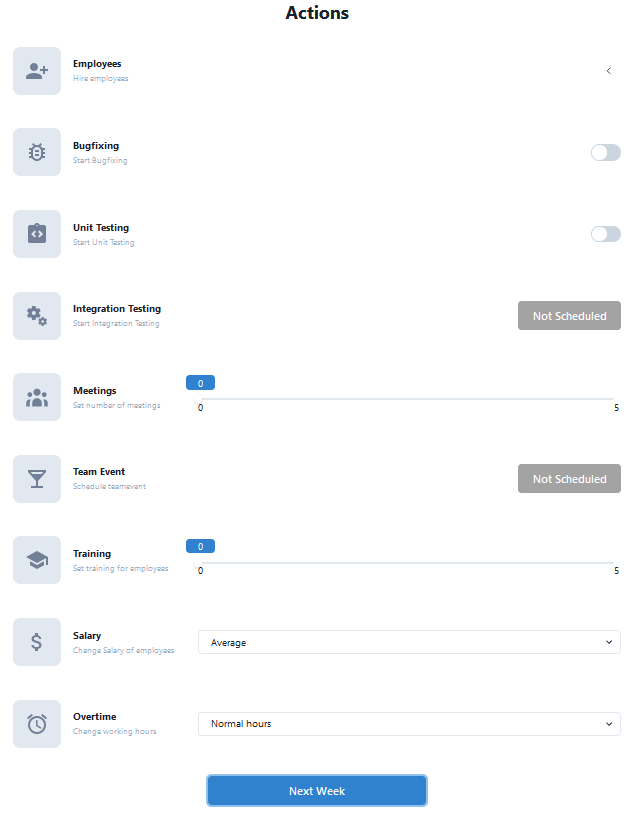 Actions
Employees
Hire employees
Bugfixing
Start Bugfixing
Unit Testing
Start Unit Testing
Integration Testing
Start Integration Testing
Not Scheduled
Meetings
Set number of meetings
0
0
5
Team Event
Schedule teamevent
Not Scheduled
Training
Set training for employees
0
0
5
Salary
Change Salary of employees
Average
Overtime
Change working hours
Normal hours
Next Week